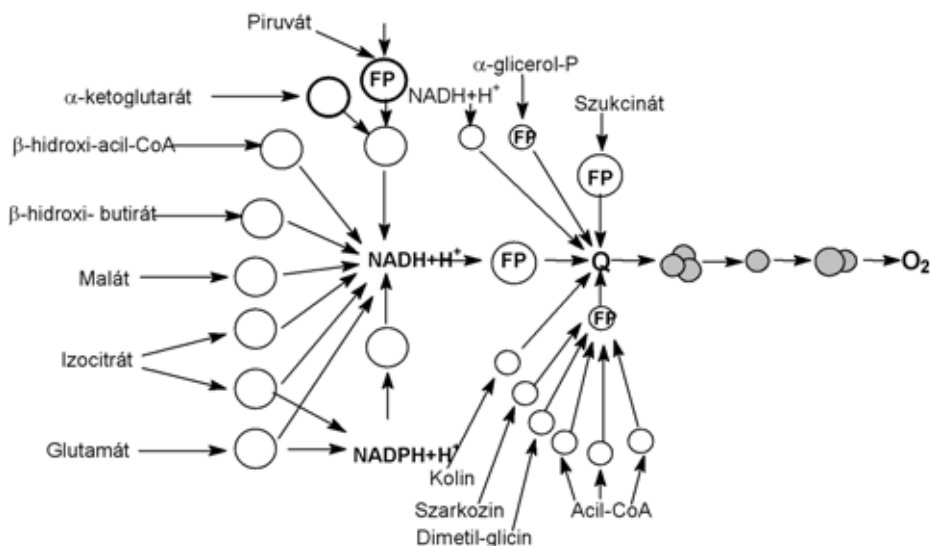 Piruvát
FP
α-ketoglutarát
NADH+H⁺
α-glicerol-P
FP
Szukcinát
FP
β-hidroxi-acil-CoA
β-hidroxi- butirát
NADH+H⁺
FP
Q
O₂
Malát
FP
Izocitrát
Glutamát
NADPH+H⁺
Kolin
Szarkozin
Acil-CoA
Dimetil-glicin